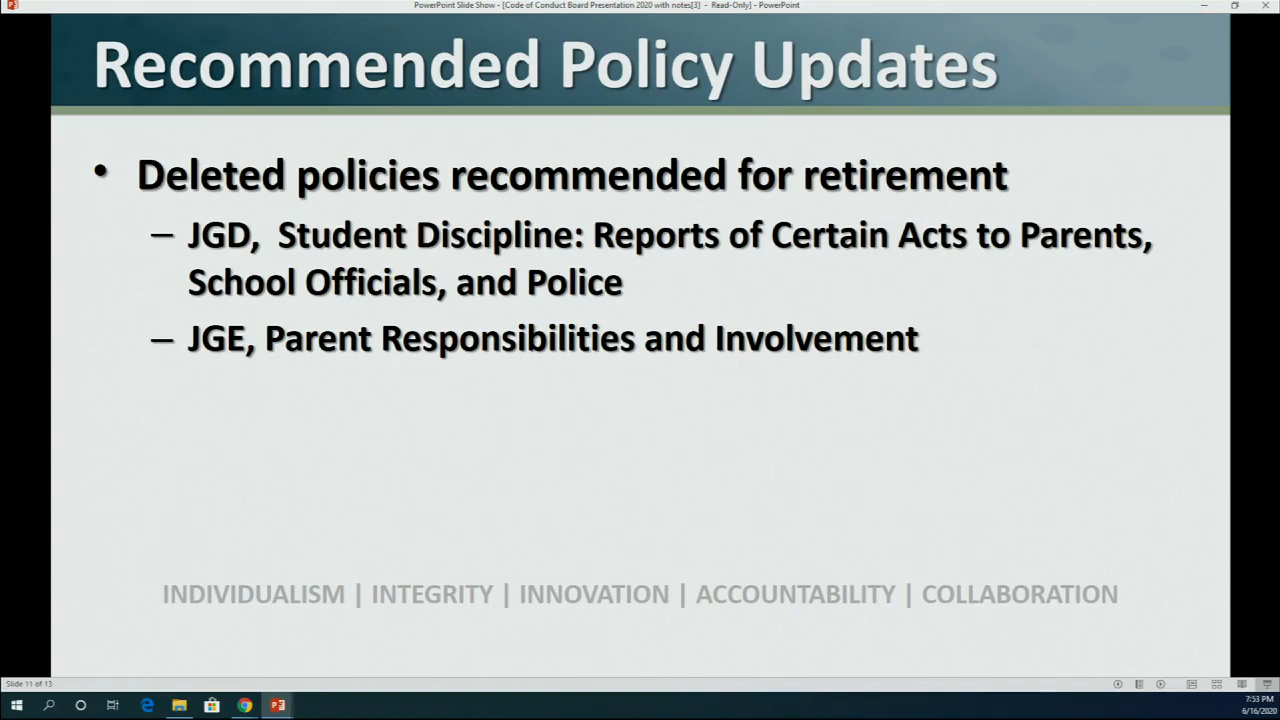 PowerPoint Slide Show - [Code of Conduct Board Presentation 2020 with notes[3] - Read-Only] - PowerPoint
Recommended Policy Updates
• Deleted policies recommended for retirement
– JGD, Student Discipline: Reports of Certain Acts to Parents,
School Officials, and Police
– JGE, Parent Responsibilities and Involvement
INDIVIDUALISM | INTEGRITY | INNOVATION | ACCOUNTABILITY | COLLABORATION
Slide 11 of 13
7:53 PM
6/16/2020